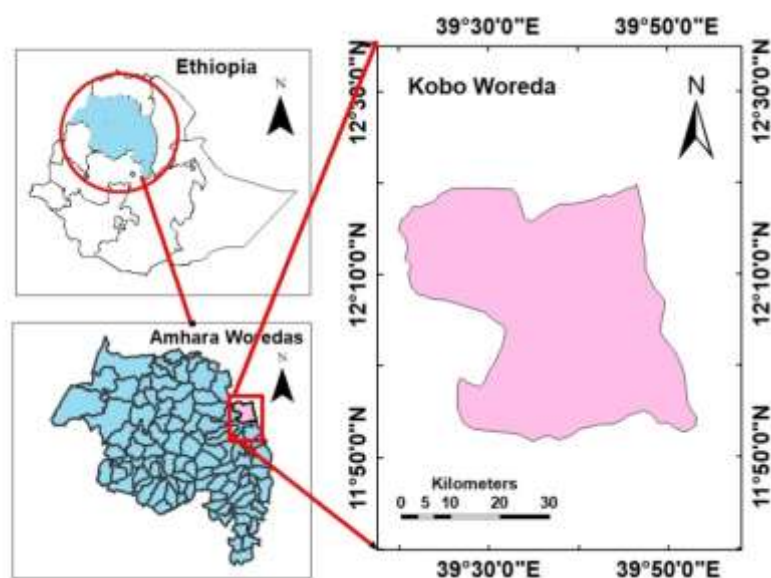 Ethiopia
N
Amhara Woredas
N
39°30'0"E 39°50'0"E
Kobo Woreda
N
12°30'0"N
12°10'0"N
11°50'0"N
12°30'0"N
12°10'0"N
11°50'0"N
Kilometers
0 5 10 20 30
39°30'0"E 39°50'0"E